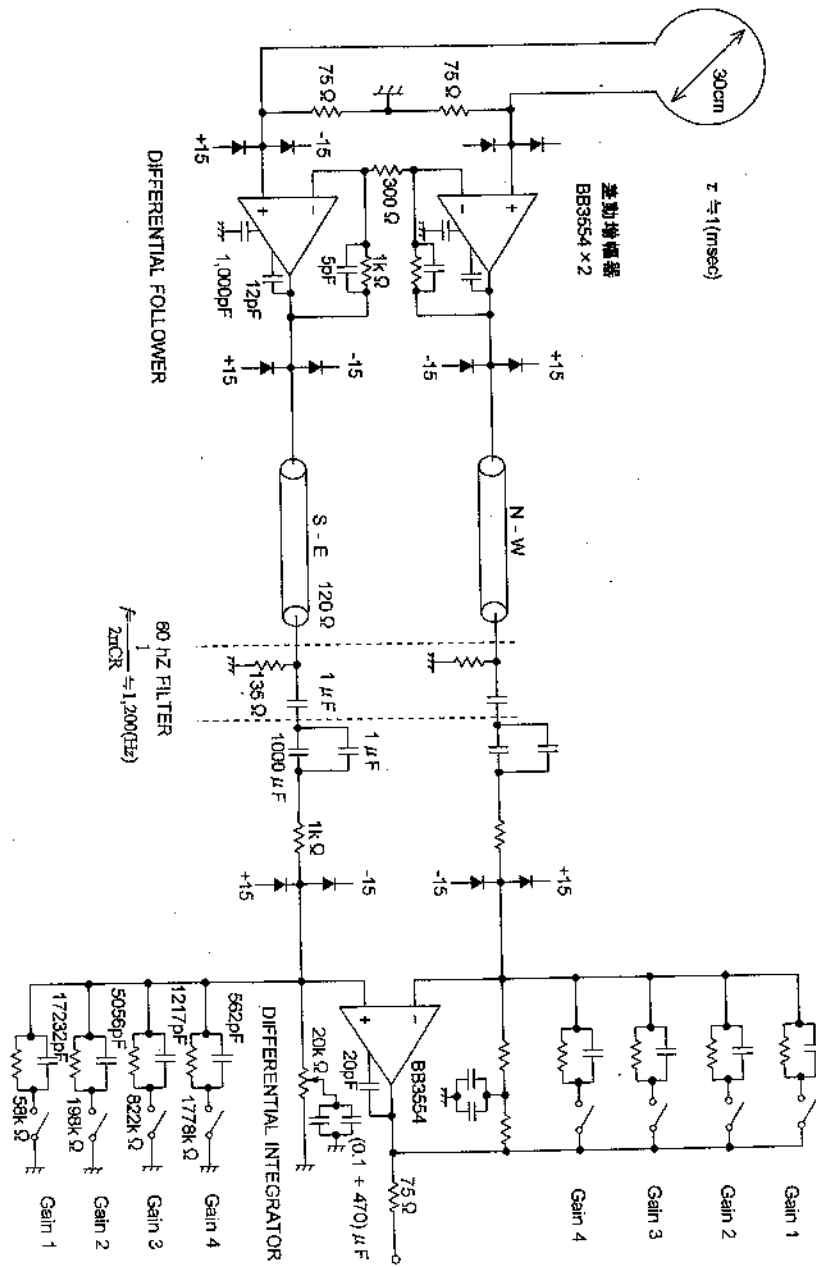 30cm
τ≒1(msec)
差動増幅器
BB3554×2
75Ω
75Ω
+15
-15
300Ω
1kΩ
5pF
12pF
1,000pF
DIFFERENTIAL FOLLOWER
+15
-15
-15
+15
N - W
S - E
120Ω
135Ω
1μF
60 hZ FILTER
f=1/2πCR≒1,200(Hz)
1μF
1000μF
1kΩ
+15
-15
-15
+15
BB3554
20pF
20kΩ
(0.1 + 470)μF
75Ω
DIFFERENTIAL INTEGRATOR
Gain 1
Gain 2
Gain 3
Gain 4
562pF
1778kΩ
Gain 4
1217pF
822kΩ
Gain 3
5056pF
198kΩ
Gain 2
17232pF
58kΩ
Gain 1